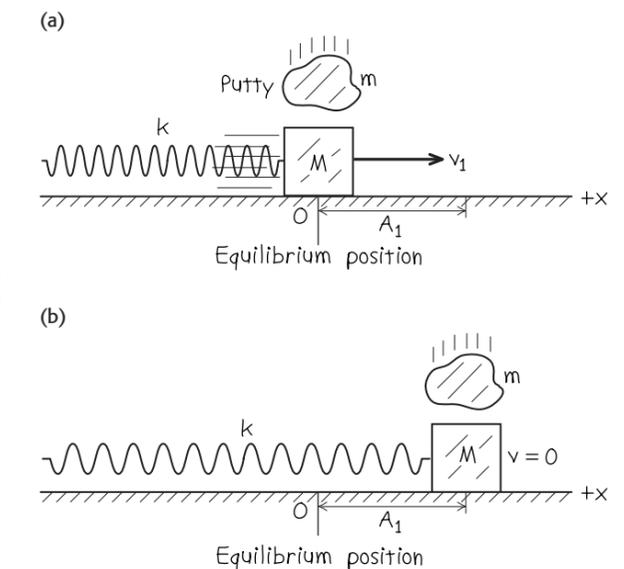 (a)
Putty m
k
M v₁
O +x
A₁
Equilibrium position
(b)
m
k
M v = 0
O +x
A₁
Equilibrium position